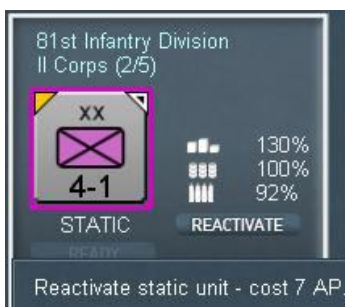 81st Infantry Division
II Corps (2/5)
XX
4-1
130%
100%
92%
STATIC
REACTIVATE
READY
Reactivate static unit - cost 7 AP.